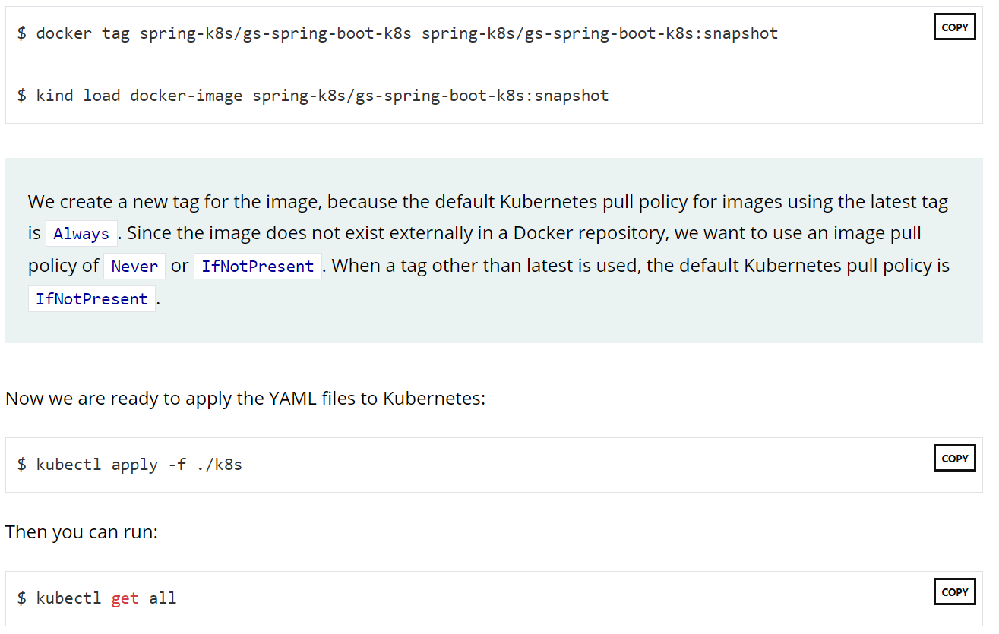 $ docker tag spring-k8s/gs-spring-boot-k8s spring-k8s/gs-spring-boot-k8s:snapshot
COPY
$ kind load docker-image spring-k8s/gs-spring-boot-k8s:snapshot
We create a new tag for the image, because the default Kubernetes pull policy for images using the latest tag
is Always. Since the image does not exist externally in a Docker repository, we want to use an image pull
policy of Never or IfNotPresent. When a tag other than latest is used, the default Kubernetes pull policy is
IfNotPresent.
Now we are ready to apply the YAML files to Kubernetes:
$ kubectl apply -f ./k8s
COPY
Then you can run:
$ kubectl get all
COPY